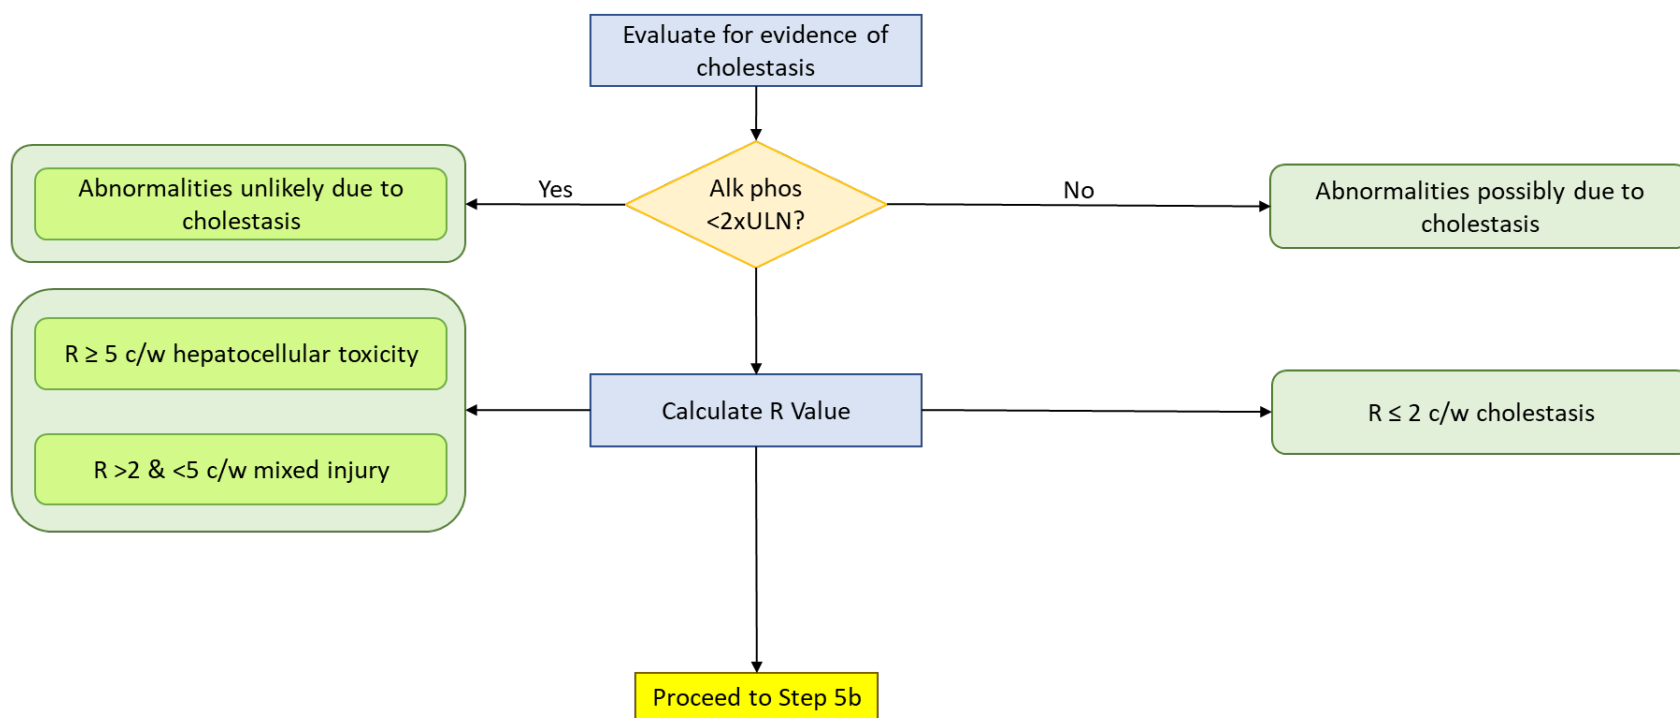 Evaluate for evidence of
cholestasis
Abnormalities unlikely due to
cholestasis
Yes
Alk phos
<2xULN?
No
Abnormalities possibly due to
cholestasis
R ≥ 5 c/w hepatocellular toxicity
R >2 & <5 c/w mixed injury
Calculate R Value
R ≤ 2 c/w cholestasis
Proceed to Step 5b